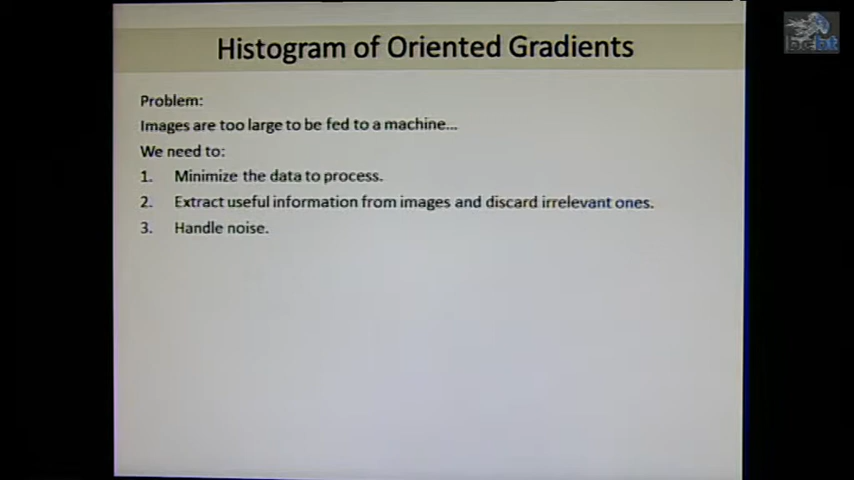 Histogram of Oriented Gradients
Problem:
Images are too large to be fed to a machine...
We need to:
1. Minimize the data to process.
2. Extract useful information from images and discard irrelevant ones.
3. Handle noise.